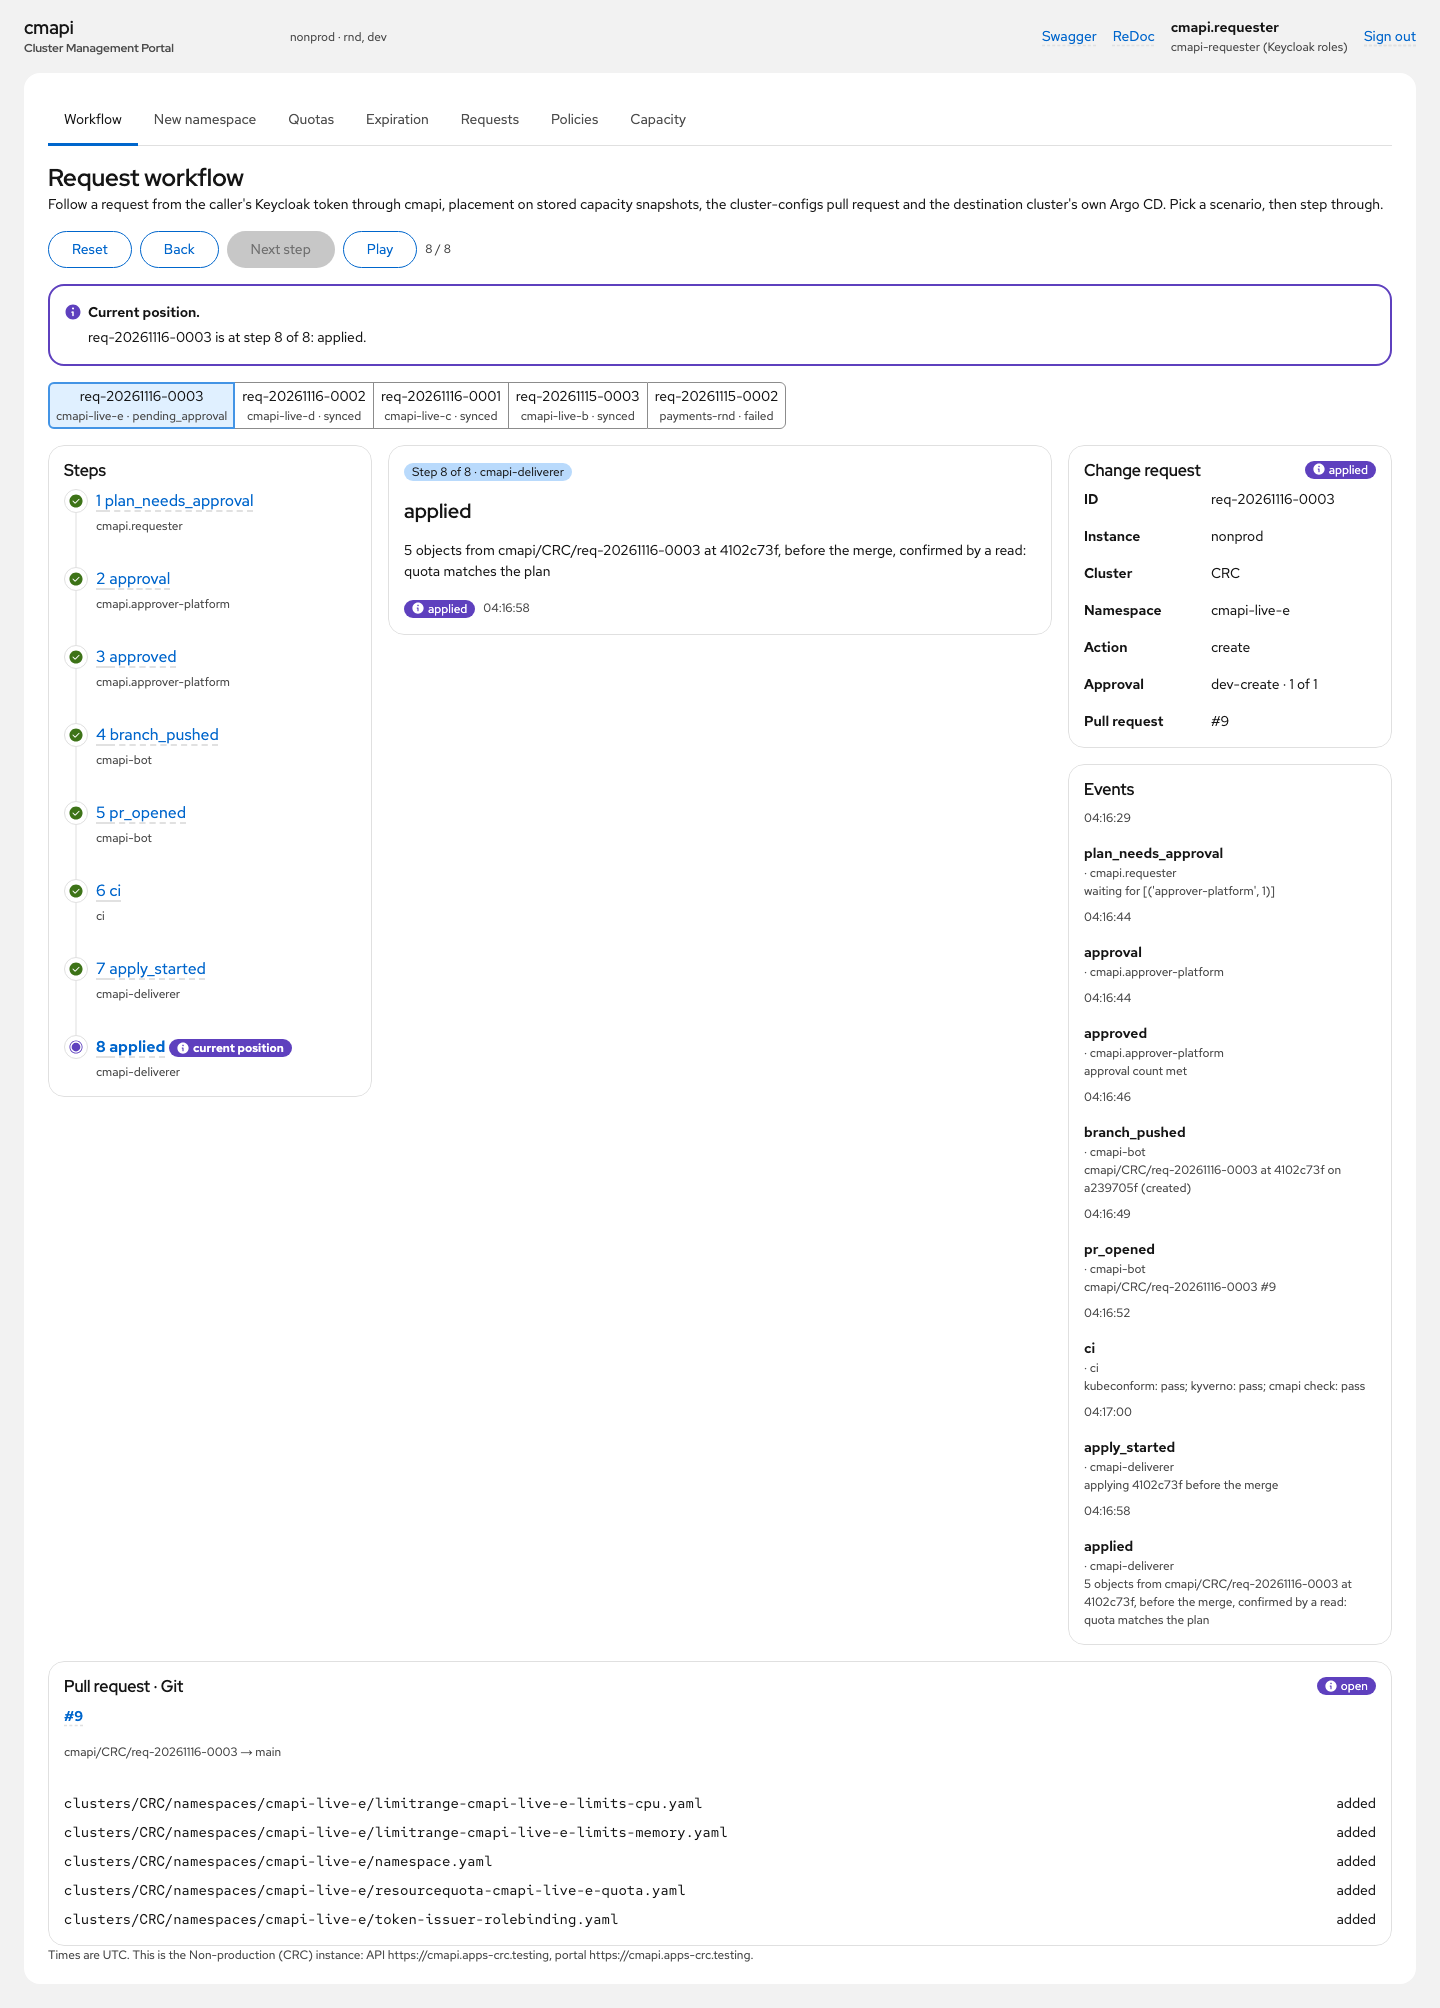 cmapi
Cluster Management Portal
nonprod · rnd, dev
Swagger
ReDoc
cmapi.requester
cmapi-requester (Keycloak roles)
Sign out
Workflow
New namespace
Quotas
Expiration
Requests
Policies
Capacity
Request workflow
Follow a request from the caller's Keycloak token through cmapi, placement on stored capacity snapshots, the cluster-configs pull request and the destination cluster's own Argo CD. Pick a scenario, then step through.
Reset
Back
Next step
Play
8 / 8
Current position.
req-20261116-0003 is at step 8 of 8: applied.
req-20261116-0003
cmapi-live-e · pending_approval
req-20261116-0002
cmapi-live-d · synced
req-20261116-0001
cmapi-live-c · synced
req-20261115-0003
cmapi-live-b · synced
req-20261115-0002
payments-rnd · failed
Steps
1 plan_needs_approval
cmapi.requester
2 approval
cmapi.approver-platform
3 approved
cmapi.approver-platform
4 branch_pushed
cmapi-bot
5 pr_opened
cmapi-bot
6 ci
ci
7 apply_started
cmapi-deliverer
8 applied
current position
cmapi-deliverer
Step 8 of 8 · cmapi-deliverer
applied
5 objects from cmapi/CRC/req-20261116-0003 at 4102c73f, before the merge, confirmed by a read:
quota matches the plan
applied
04:16:58
Change request
applied
ID
req-20261116-0003
Instance
nonprod
Cluster
CRC
Namespace
cmapi-live-e
Action
create
Approval
dev-create · 1 of 1
Pull request
#9
Events
04:16:29
plan_needs_approval
· cmapi.requester
waiting for [('approver-platform', 1)]
04:16:44
approval
· cmapi.approver-platform
04:16:44
approved
· cmapi.approver-platform
approval count met
04:16:46
branch_pushed
· cmapi-bot
cmapi/CRC/req-20261116-0003 at 4102c73f on
a239705f (created)
04:16:49
pr_opened
· cmapi-bot
cmapi/CRC/req-20261116-0003 #9
04:16:52
ci
· ci
kubeconform: pass; kyverno: pass; cmapi check: pass
04:17:00
apply_started
· cmapi-deliverer
applying 4102c73f before the merge
04:16:58
applied
· cmapi-deliverer
5 objects from cmapi/CRC/req-20261116-0003 at
4102c73f, before the merge, confirmed by a read:
quota matches the plan
Pull request · Git
open
#9
cmapi/CRC/req-20261116-0003 → main
clusters/CRC/namespaces/cmapi-live-e/limitrange-cmapi-live-e-limits-cpu.yaml
added
clusters/CRC/namespaces/cmapi-live-e/limitrange-cmapi-live-e-limits-memory.yaml
added
clusters/CRC/namespaces/cmapi-live-e/namespace.yaml
added
clusters/CRC/namespaces/cmapi-live-e/resourcequota-cmapi-live-e-quota.yaml
added
clusters/CRC/namespaces/cmapi-live-e/token-issuer-rolebinding.yaml
added
Times are UTC. This is the Non-production (CRC) instance: API https://cmapi.apps-crc.testing, portal https://cmapi.apps-crc.testing.